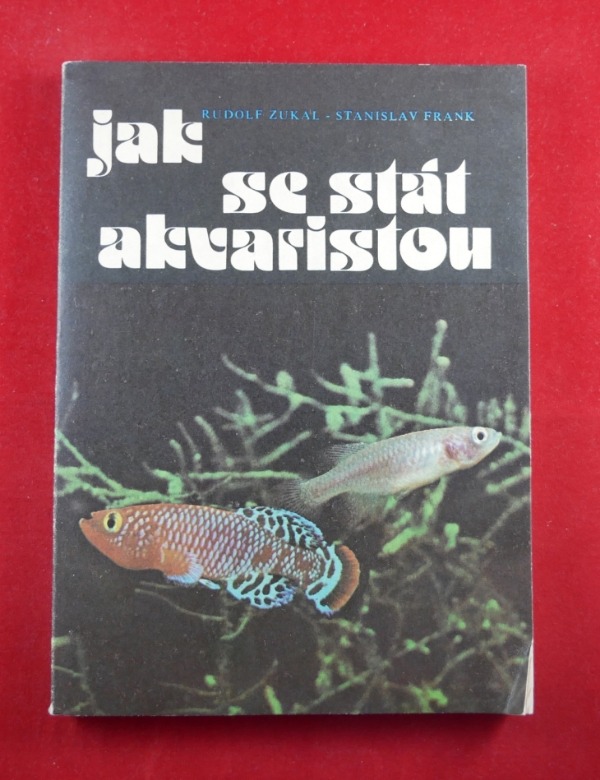 RUDOLF ZUKAL - STANISLAV FRANK
jak
se stát
akvaristou